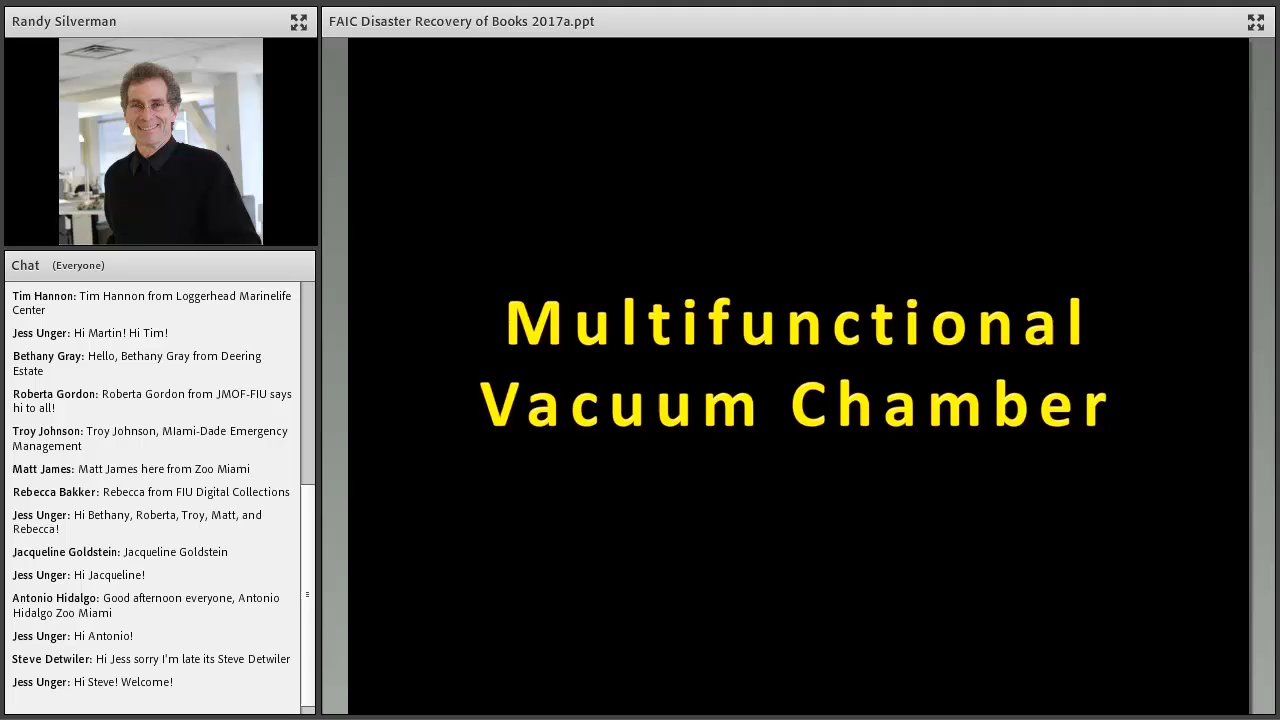 Randy Silverman
FAIC Disaster Recovery of Books 2017a.ppt
Chat (Everyone)
Tim Hannon: Tim Hannon from Loggerhead Marinelife
Center
Jess Unger: Hi Martin! Hi Tim!
Bethany Gray: Hello, Bethany Gray from Deering
Estate
Roberta Gordon: Roberta Gordon from JMOF-FIU says
hi to all!
Troy Johnson: Troy Johnson, MIami-Dade Emergency
Management
Matt James: Matt James here from Zoo Miami
Rebecca Bakker: Rebecca from FIU Digital Collections
Jess Unger: Hi Bethany, Roberta, Troy, Matt, and
Rebecca!
Jacqueline Goldstein: Jacqueline Goldstein
Jess Unger: Hi Jacqueline!
Antonio Hidalgo: Good afternoon everyone, Antonio
Hidalgo Zoo Miami
Jess Unger: Hi Antonio!
Steve Detwiler: Hi Jess sorry I'm late its Steve Detwiler
Jess Unger: Hi Steve! Welcome!
Multifunctional
Vacuum Chamber